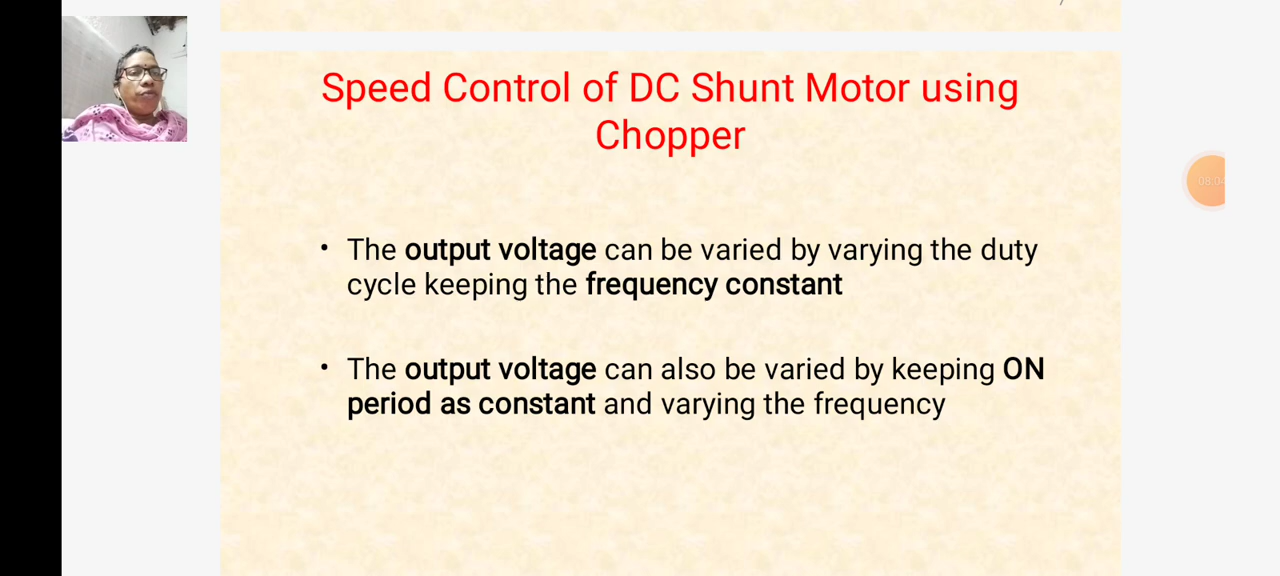 Speed Control of DC Shunt Motor using
Chopper
• The output voltage can be varied by varying the duty
cycle keeping the frequency constant
• The output voltage can also be varied by keeping ON
period as constant and varying the frequency